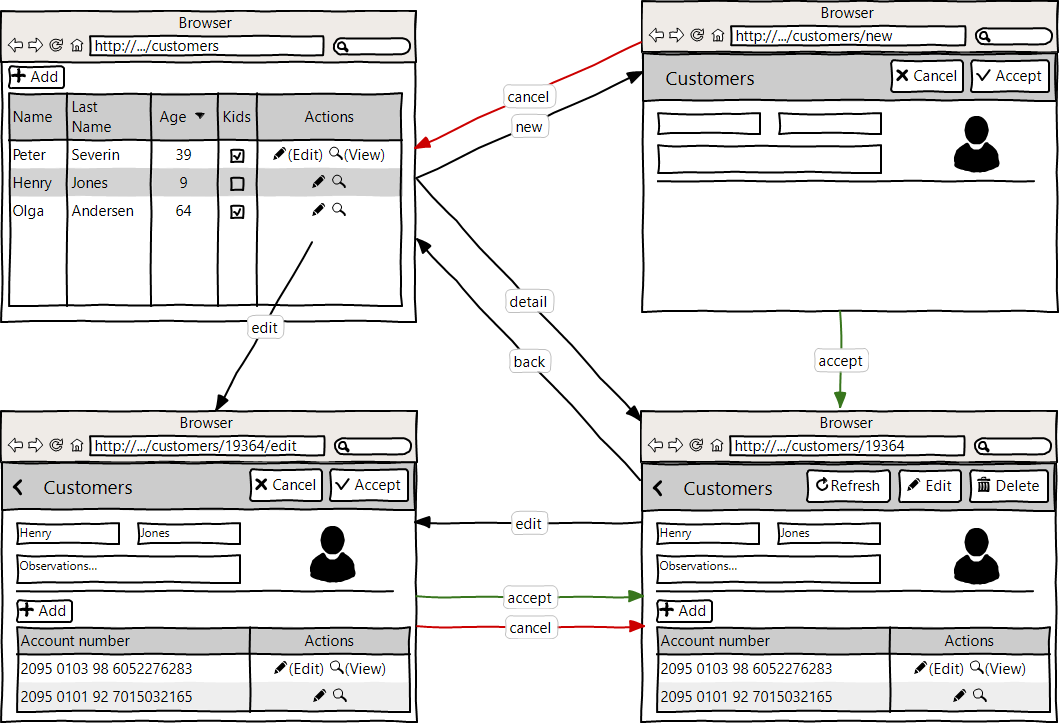 Browser
http://.../customers
Add
Name Last Name Age Kids Actions
Peter Severin 39 (Edit) (View)
Henry Jones 9
Olga Andersen 64
Browser
http://.../customers/new
Customers Cancel Accept
cancel
new
detail
back
edit
accept
Browser
http://.../customers/19364/edit
Customers Cancel Accept
Henry Jones
Observations...
Add
Account number Actions
2095 0103 98 6052276283 (Edit) (View)
2095 0101 92 7015032165
edit
accept
cancel
Browser
http://.../customers/19364
Customers Refresh Edit Delete
Henry Jones
Observations...
Add
Account number Actions
2095 0103 98 6052276283 (Edit) (View)
2095 0101 92 7015032165